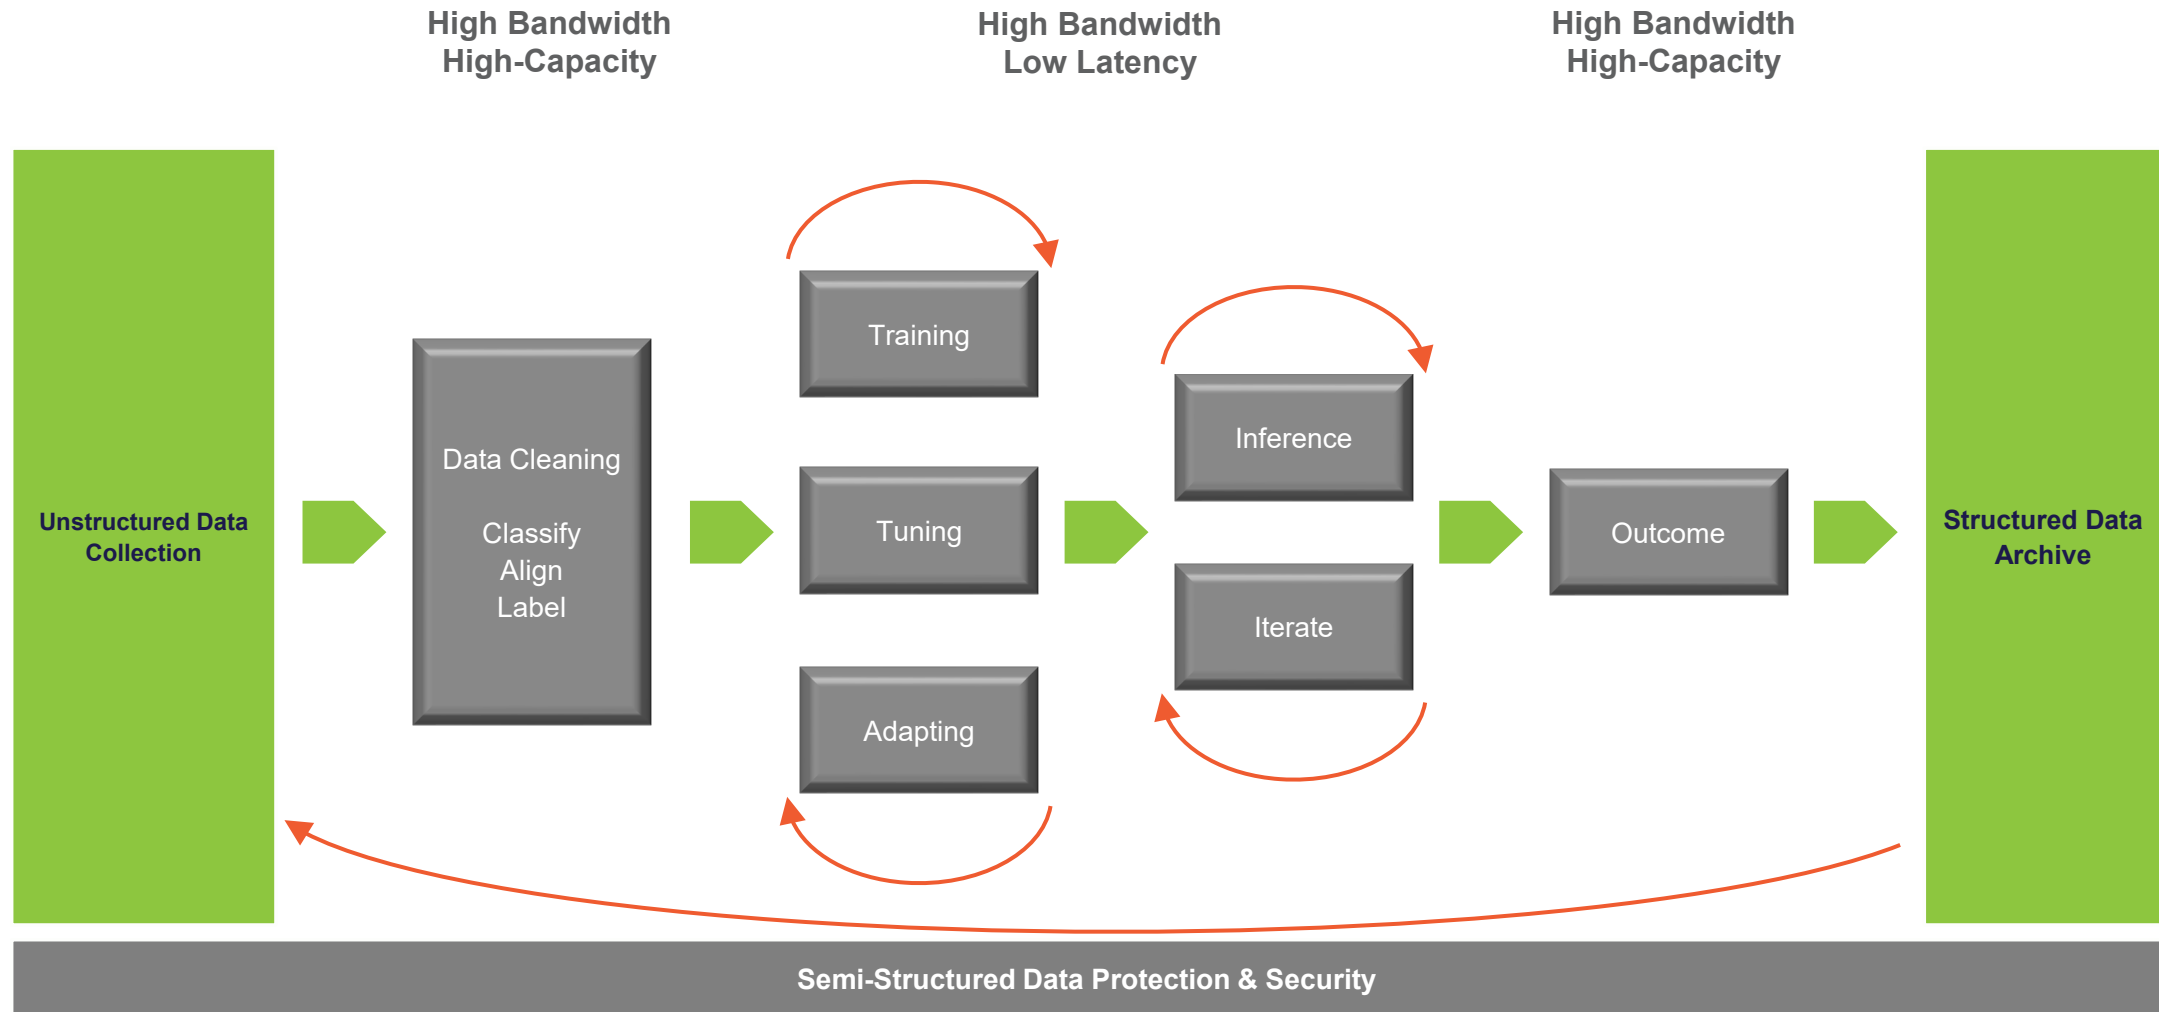 High Bandwidth
High-Capacity
High Bandwidth
Low Latency
High Bandwidth
High-Capacity
Unstructured Data
Collection
Data Cleaning
Classify
Align
Label
Training
Tuning
Adapting
Inference
Iterate
Outcome
Structured Data
Archive
Semi-Structured Data Protection & Security